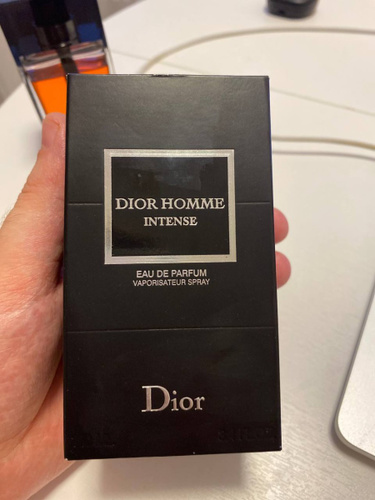 DIOR HOMME
INTENSE
EAU DE PARFUM
VAPORISATEUR SPRAY
Dior